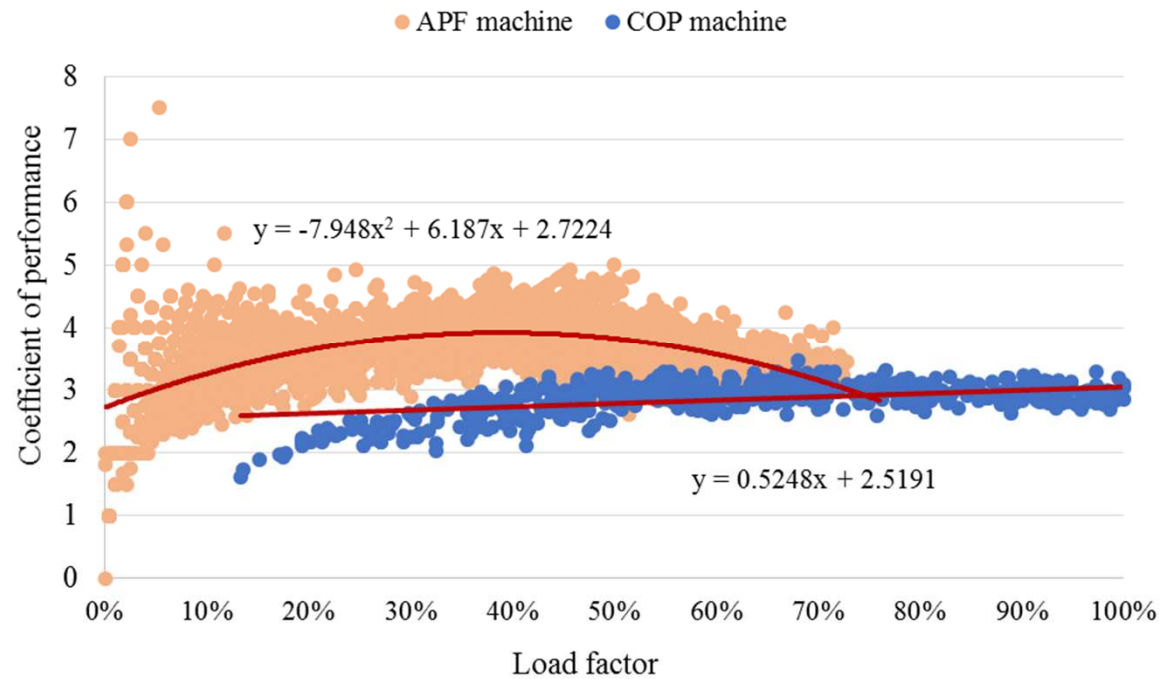 APF machine COP machine
8
7
6
5
4
3
2
1
0
Coefficient of performance
y = -7.948x² + 6.187x + 2.7224
y = 0.5248x + 2.5191
0% 10% 20% 30% 40% 50% 60% 70% 80% 90% 100%
Load factor